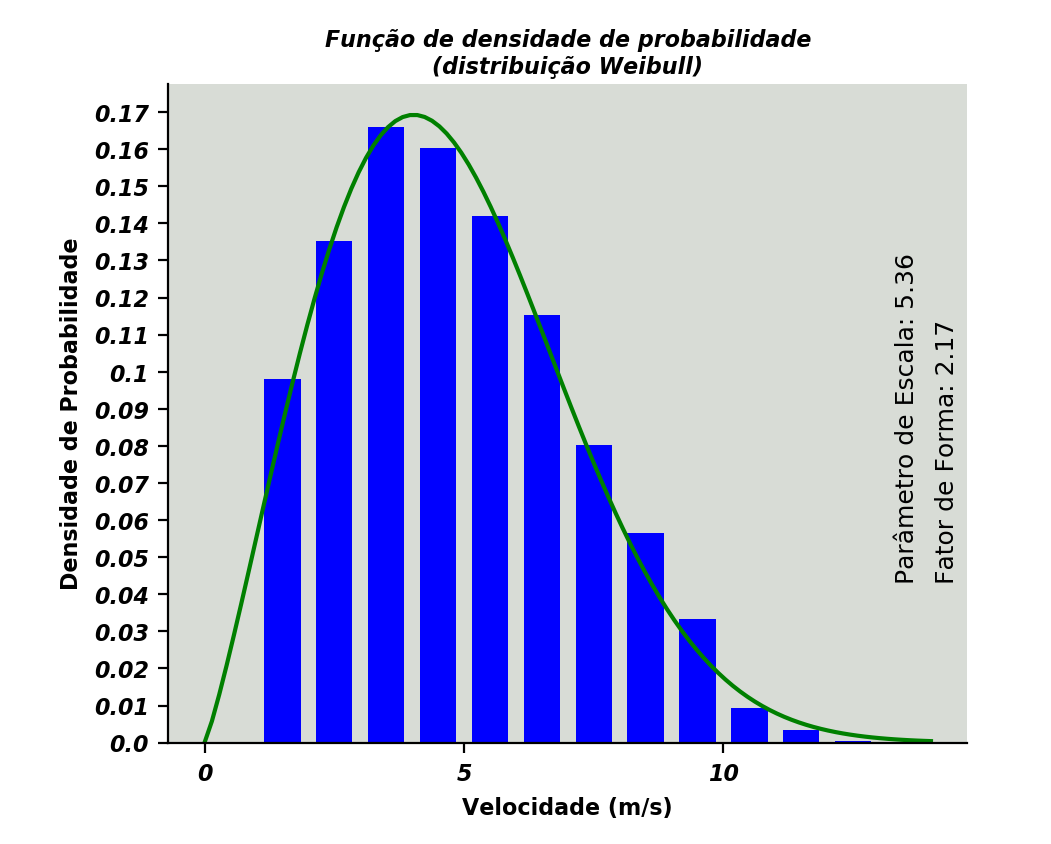 Função de densidade de probabilidade
(distribuição Weibull)
Densidade de Probabilidade
0.17
0.16
0.15
0.14
0.13
0.12
0.11
0.1
0.09
0.08
0.07
0.06
0.05
0.04
0.03
0.02
0.01
0.0
Parâmetro de Escala: 5.36
Fator de Forma: 2.17
0 5 10
Velocidade (m/s)